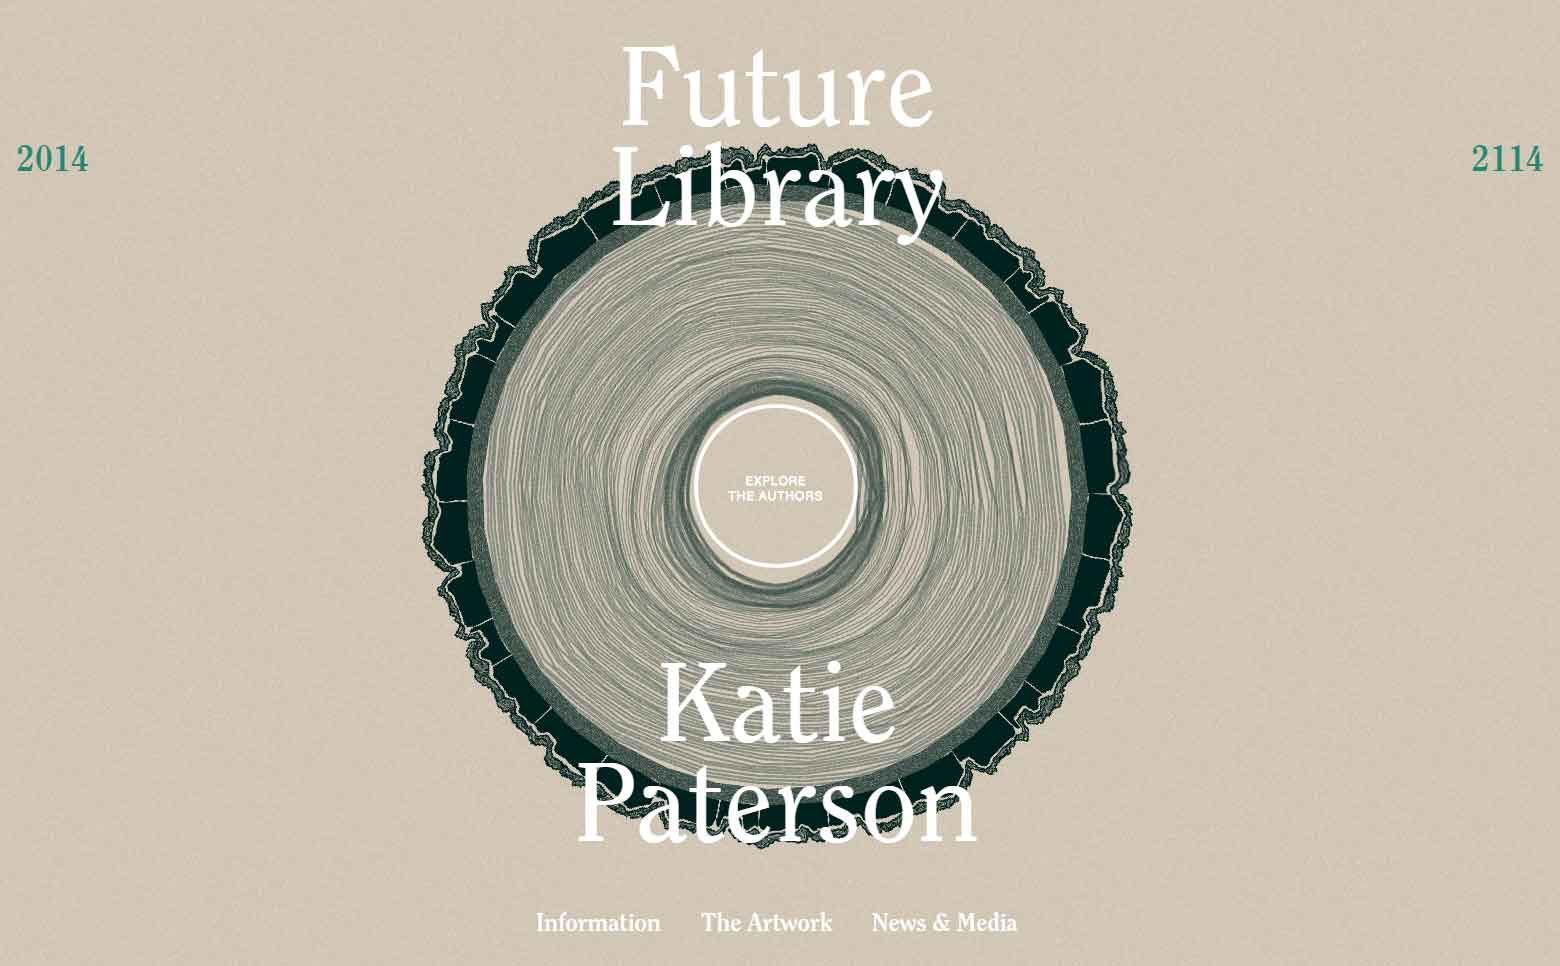 Future
Library
2014
2114
EXPLORE
THE AUTHORS
Katie
Paterson
Information
The Artwork
News & Media